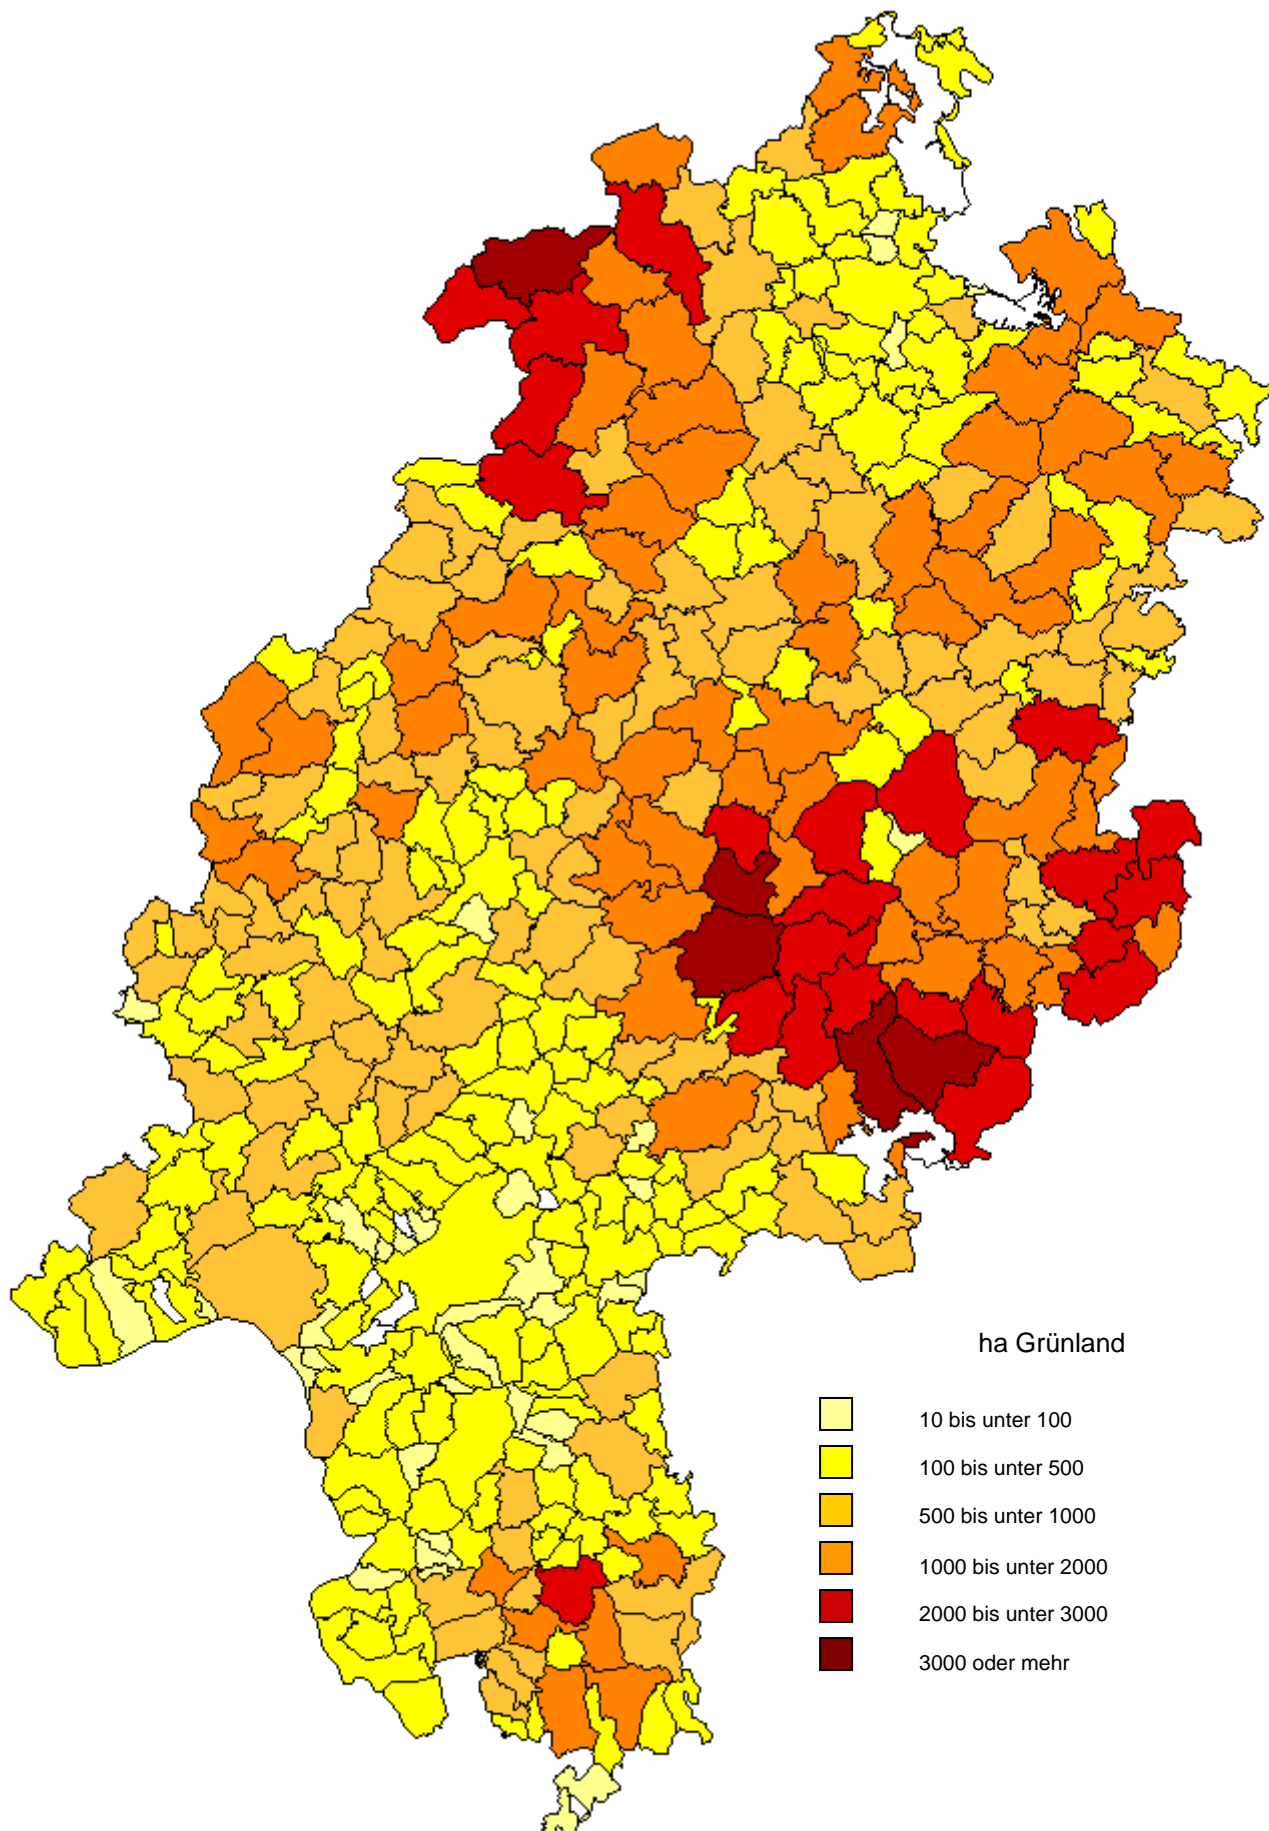 ha Grünland
10 bis unter 100
100 bis unter 500
500 bis unter 1000
1000 bis unter 2000
2000 bis unter 3000
3000 oder mehr